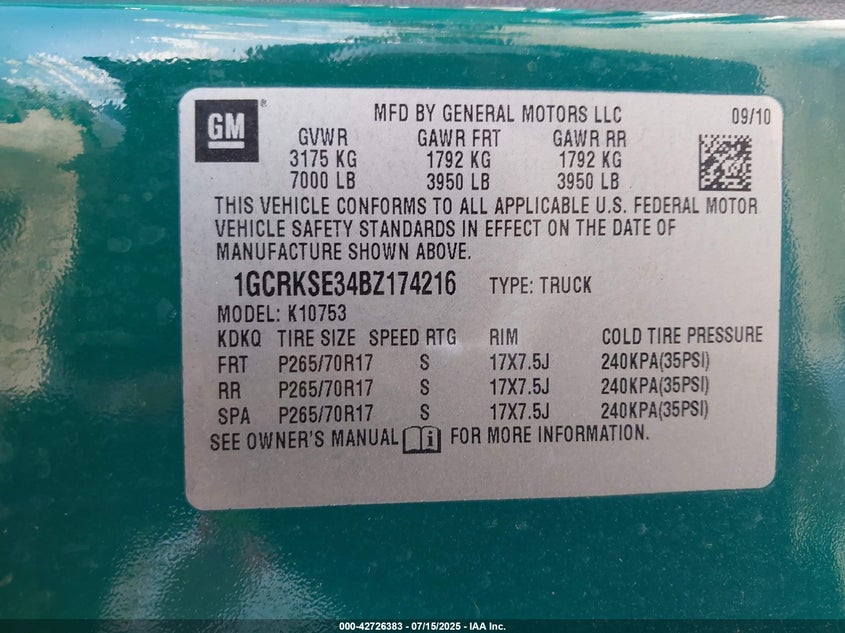 GM ®
MFD BY GENERAL MOTORS LLC 09/10
GVWR GAWR FRT GAWR RR
3175 KG 1792 KG 1792 KG
7000 LB 3950 LB 3950 LB
THIS VEHICLE CONFORMS TO ALL APPLICABLE U.S. FEDERAL MOTOR
VEHICLE SAFETY STANDARDS IN EFFECT ON THE DATE OF
MANUFACTURE SHOWN ABOVE.
1GCRKSE34BZ174216 TYPE: TRUCK
MODEL: K10753
KDKQ TIRE SIZE SPEED RTG RIM COLD TIRE PRESSURE
FRT P265/70R17 S 17X7.5J 240KPA(35PSI)
RR P265/70R17 S 17X7.5J 240KPA(35PSI)
SPA P265/70R17 S 17X7.5J 240KPA(35PSI)
SEE OWNER'S MANUAL i FOR MORE INFORMATION.
000-42726383 - 07/15/2025 - IAA Inc.